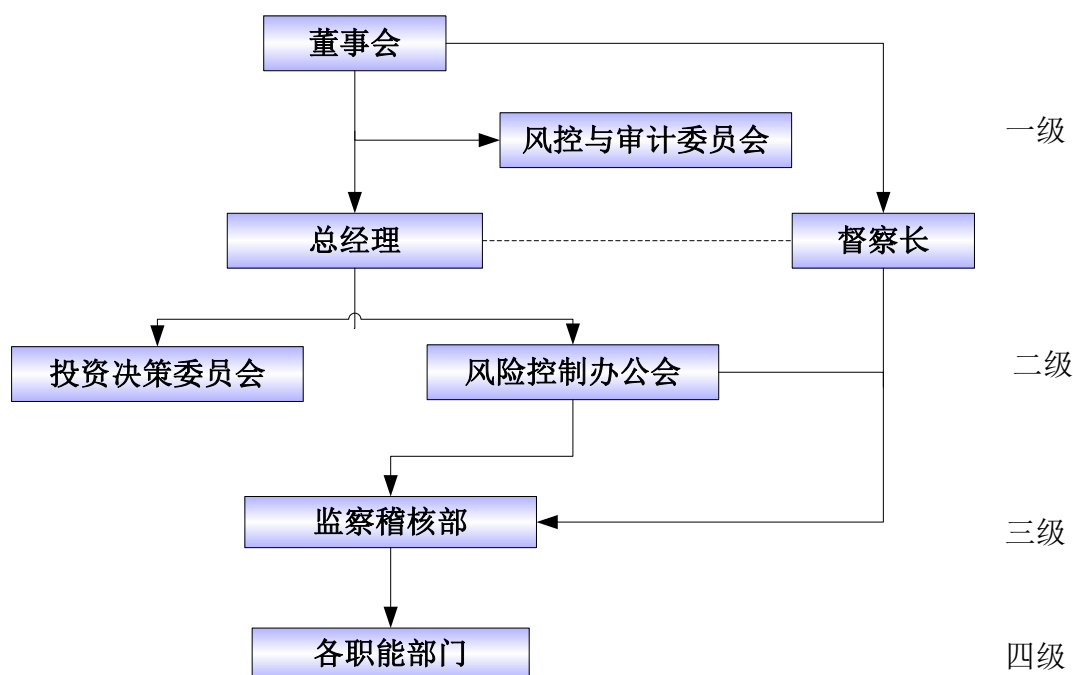 董事会
风控与审计委员会
一级
总经理
督察长
投资决策委员会
风险控制办公会
二级
监察稽核部
三级
各职能部门
四级